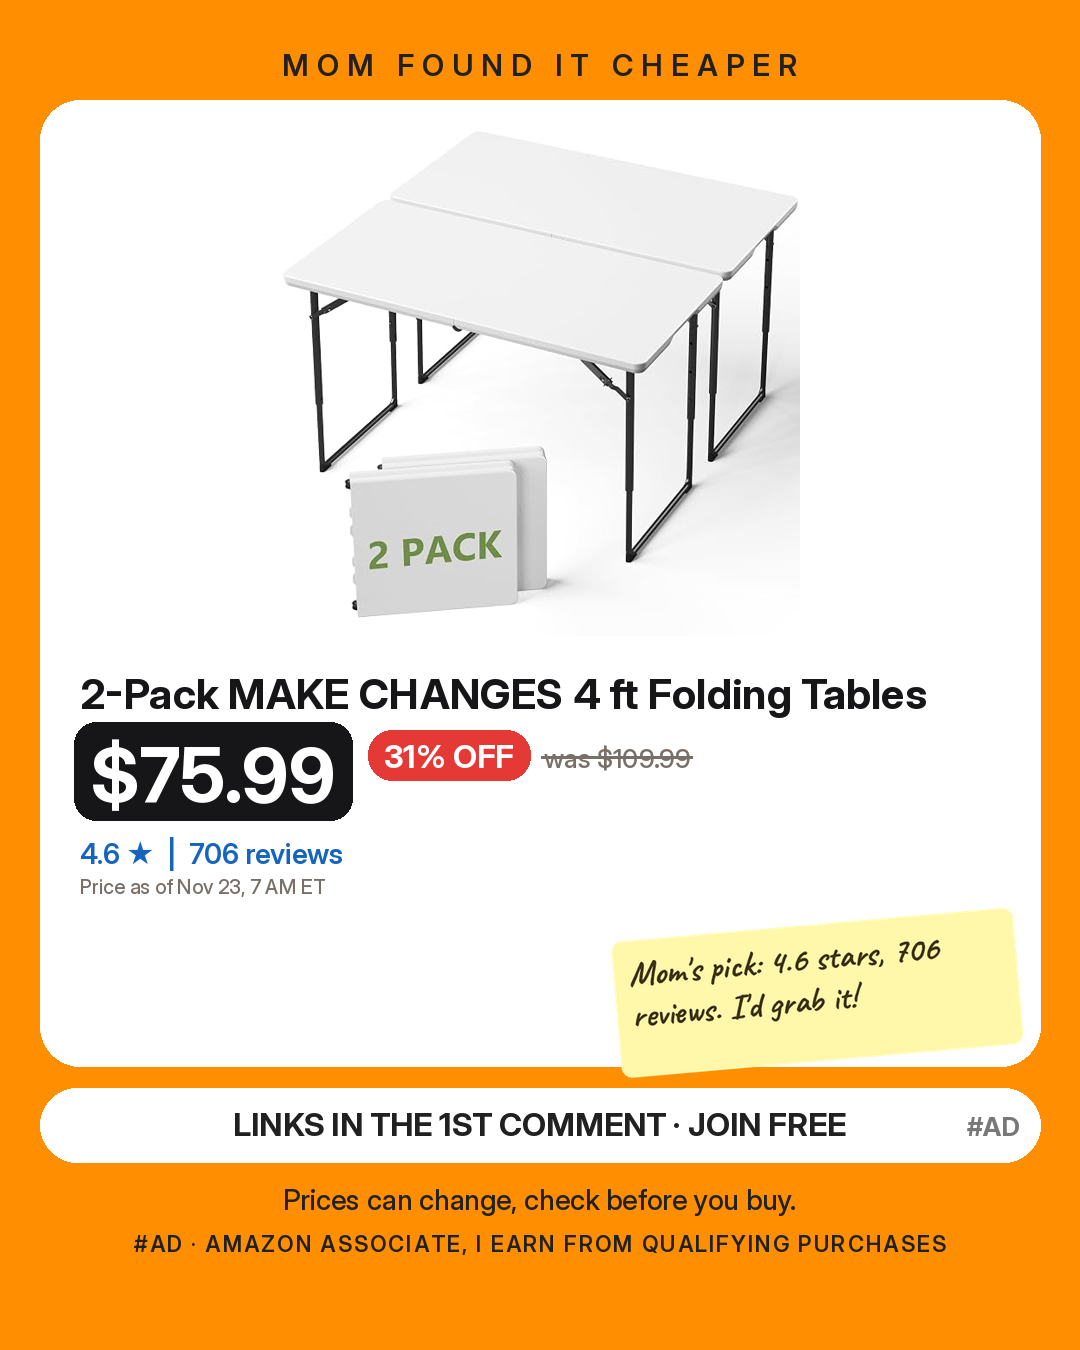 MOM FOUND IT CHEAPER
2 PACK
2-Pack MAKE CHANGES 4 ft Folding Tables
$75.99 31% OFF was $109.99
4.6 ★ | 706 reviews
Price as of Nov 23, 7 AM ET
Mom's pick: 4.6 stars, 706
reviews. I'd grab it!
LINKS IN THE 1ST COMMENT · JOIN FREE #AD
Prices can change, check before you buy.
#AD · AMAZON ASSOCIATE, I EARN FROM QUALIFYING PURCHASES